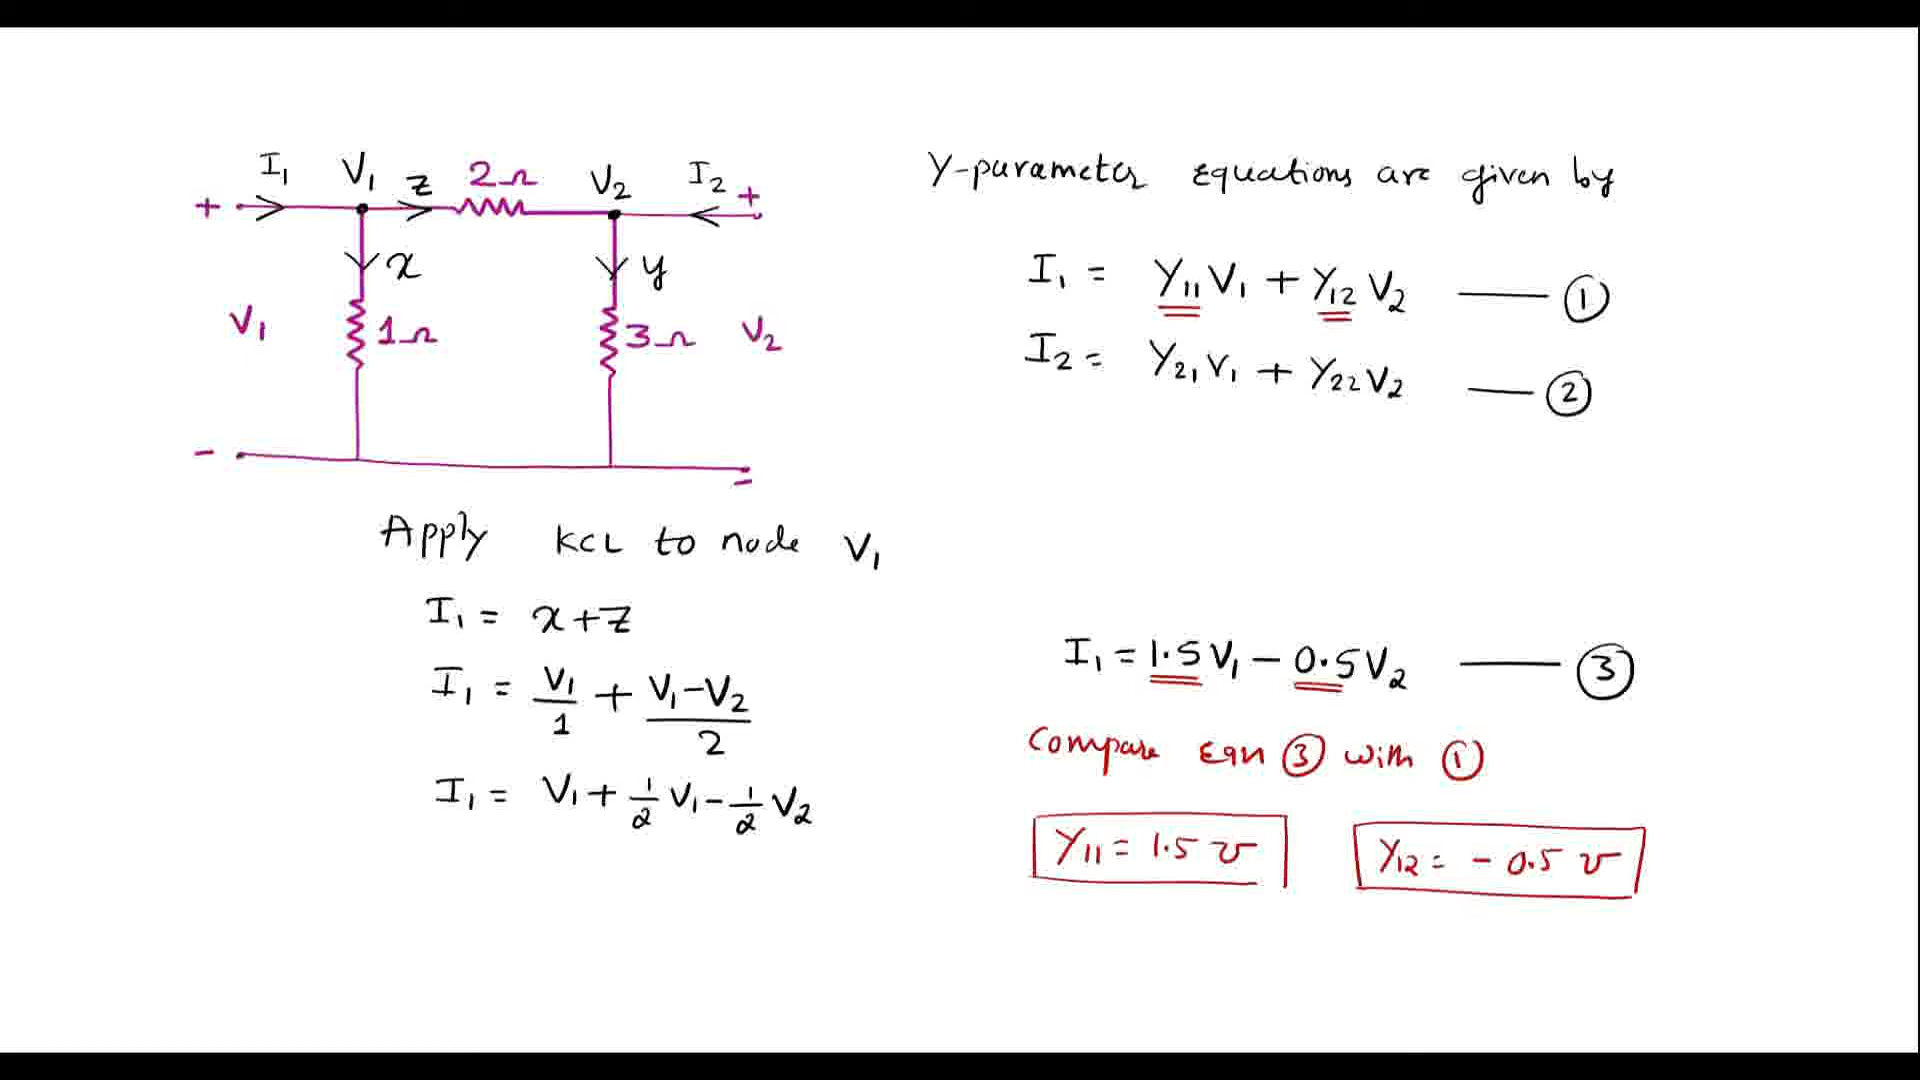 I₁ V₁ z 2Ω V₂ I₂
+ +
x y
V₁ 1Ω 3Ω V₂
- -
Apply KCL to node V₁
I₁ = x+z
I₁ = V₁/1 + (V₁-V₂)/2
I₁ = V₁ + 1/2 V₁ - 1/2 V₂
Y-parameter equations are given by
I₁ = Y₁₁V₁ + Y₁₂V₂ —— ①
I₂ = Y₂₁V₁ + Y₂₂V₂ —— ②
I₁ = 1.5V₁ - 0.5V₂ —— ③
Compare Eqn ③ with ①
Y₁₁ = 1.5 ℧ Y₁₂ = - 0.5 ℧